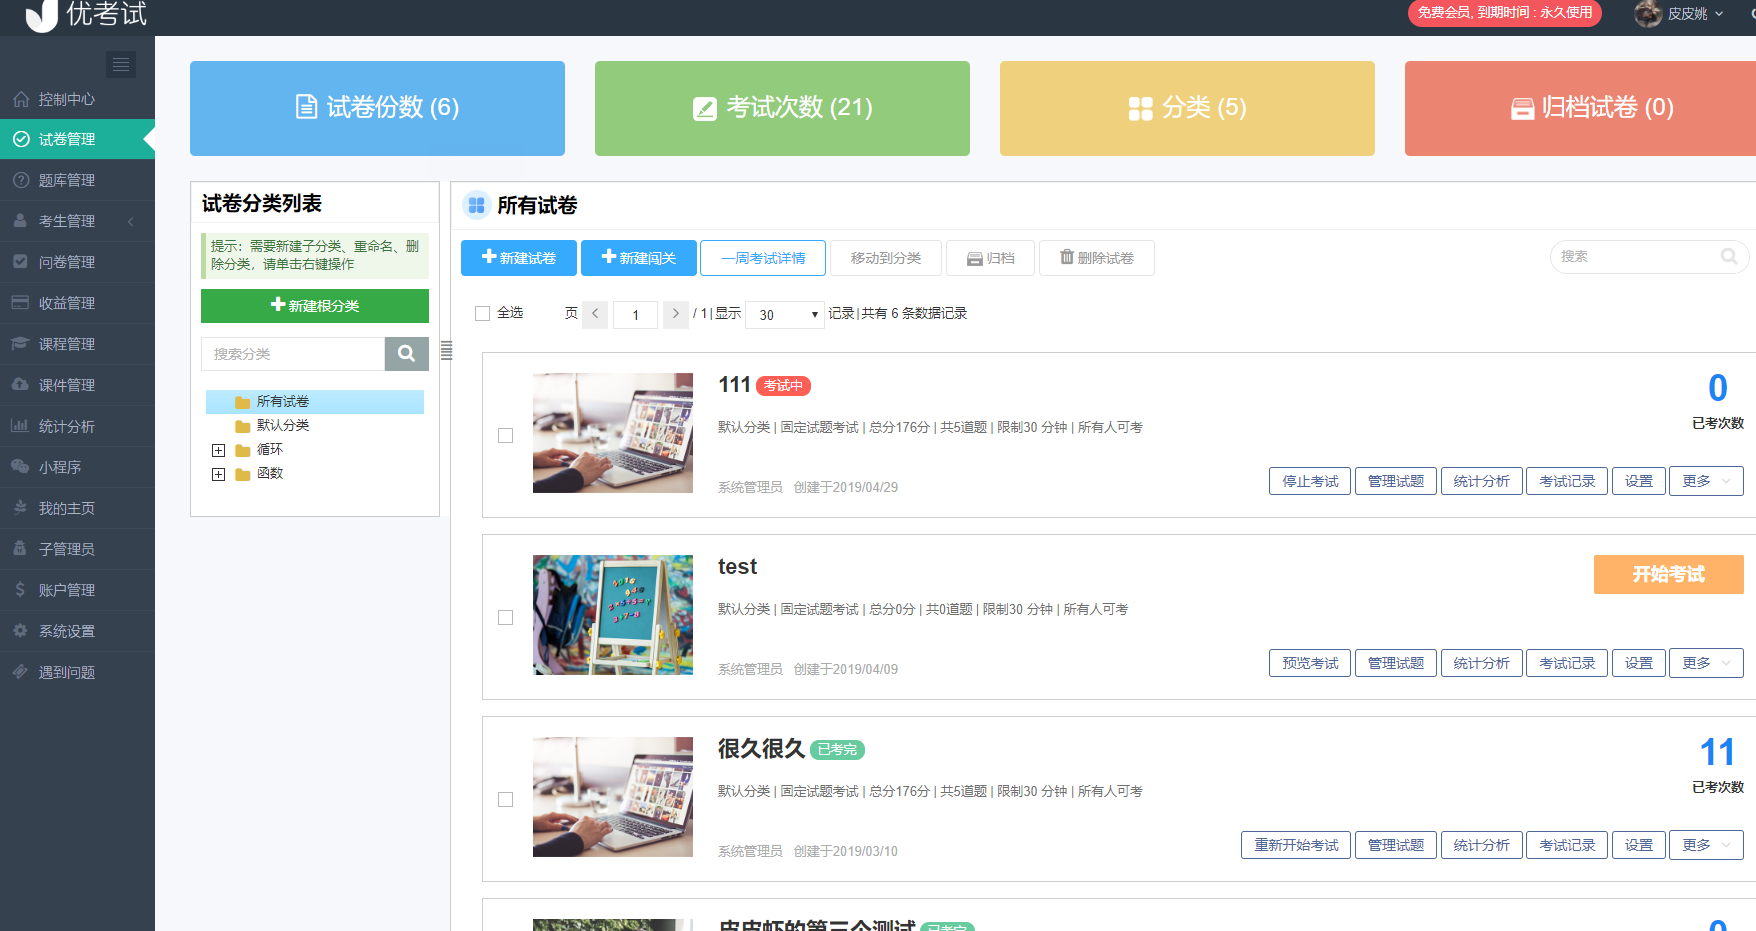 优考试
免费会员, 到期时间 : 永久使用
皮皮姚
控制中心
试卷管理
题库管理
考生管理
问卷管理
收益管理
课程管理
课件管理
统计分析
小程序
我的主页
子管理员
账户管理
系统设置
遇到问题
试卷份数 (6)
考试次数 (21)
分类 (5)
归档试卷 (0)
试卷分类列表
提示：需要新建子分类、重命名、删
除分类，请单击右键操作
新建根分类
搜索分类
所有试卷
默认分类
循环
函数
所有试卷
新建试卷
新建闯关
一周考试详情
移动到分类
归档
删除试卷
搜索
全选 页 1 / 1 | 显示 30 记录 | 共有 6 条数据记录
111 考试中
0
已考次数
默认分类 | 固定试题考试 | 总分176分 | 共5道题 | 限制30 分钟 | 所有人可考
系统管理员 创建于2019/04/29
停止考试 管理试题 统计分析 考试记录 设置 更多
test
开始考试
默认分类 | 固定试题考试 | 总分0分 | 共0道题 | 限制30 分钟 | 所有人可考
系统管理员 创建于2019/04/09
预览考试 管理试题 统计分析 考试记录 设置 更多
很久很久 已考完
11
已考次数
默认分类 | 固定试题考试 | 总分176分 | 共5道题 | 限制30 分钟 | 所有人可考
系统管理员 创建于2019/03/10
重新开始考试 管理试题 统计分析 考试记录 设置 更多
皮皮虾的第三个测试 已考完
0